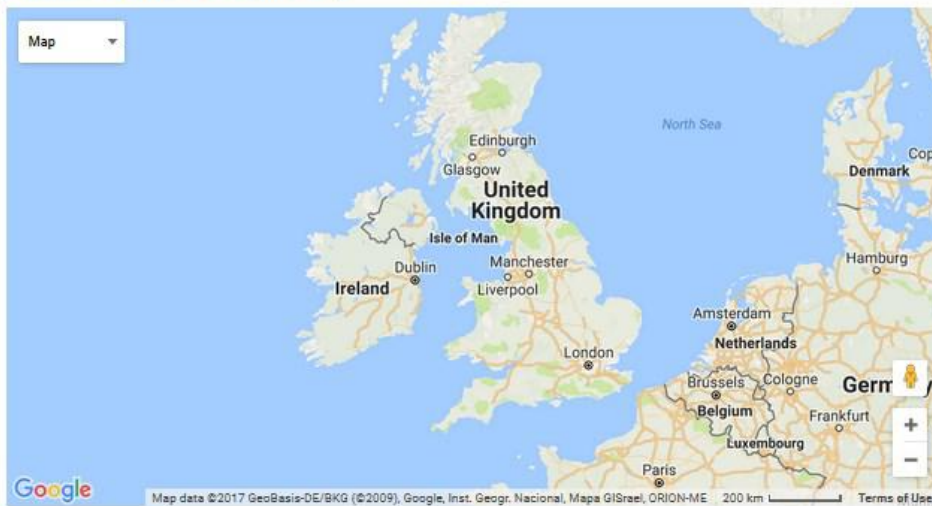 Map
North Sea
Edinburgh
Glasgow
Cop
Denmark
United
Kingdom
Isle of Man
Hamburg
Dublin
Manchester
Ireland
Liverpool
Amsterdam
Netherlands
London
Brussels
Cologne
Germany
Belgium
Frankfurt
Luxembourg
Paris
Google
Map data ©2017 GeoBasis-DE/BKG (©2009), Google, Inst. Geogr. Nacional, Mapa GISrael, ORION-ME 200 km Terms of Use